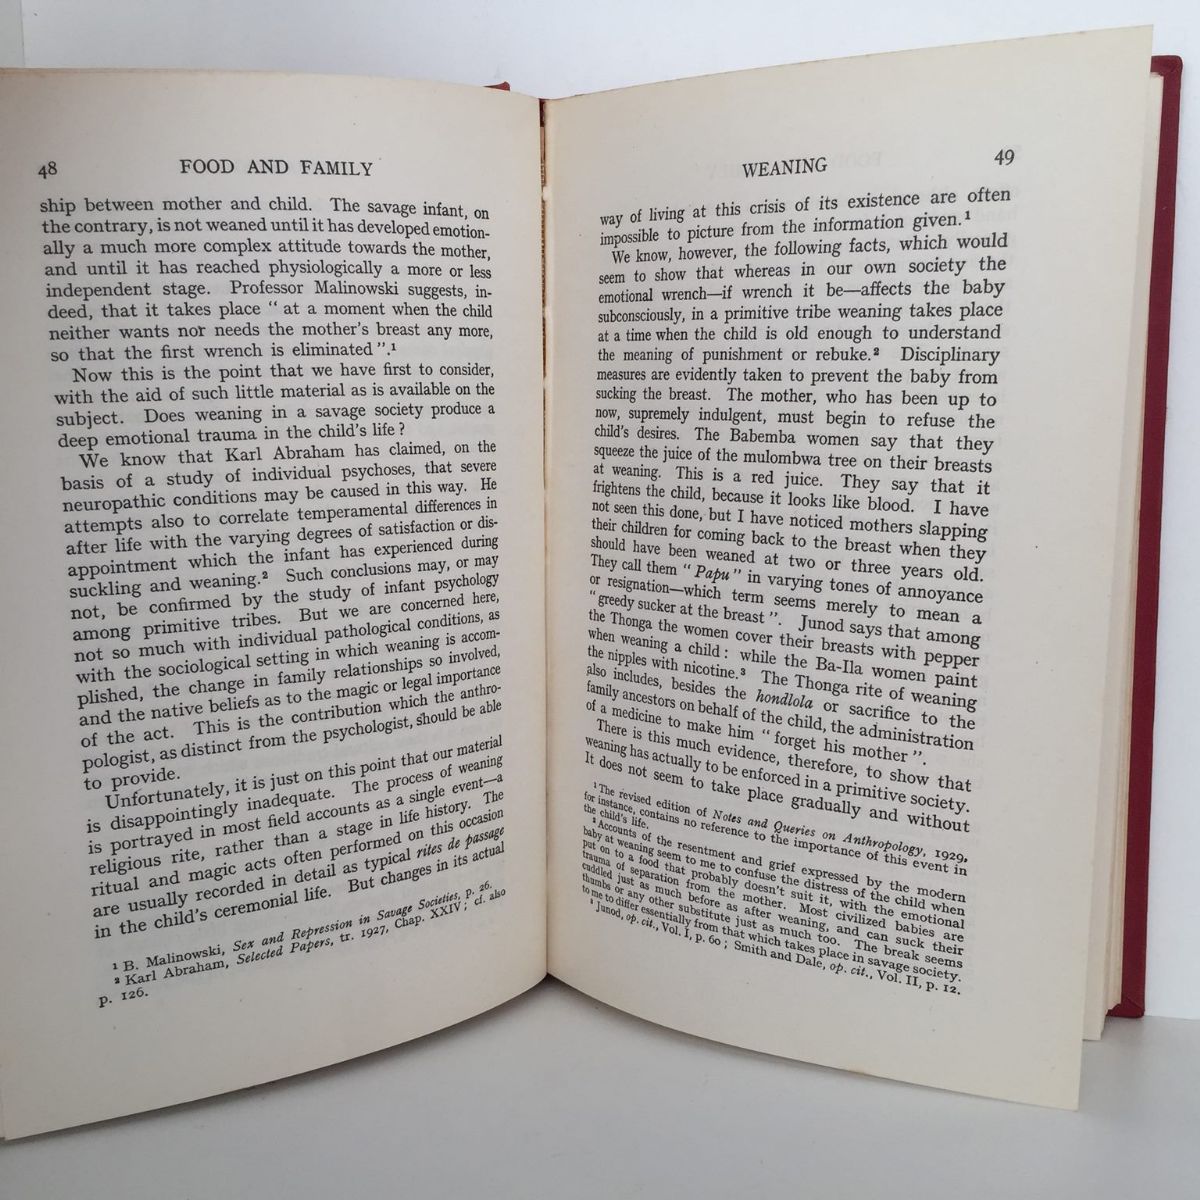 48 FOOD AND FAMILY
ship between mother and child. The savage infant, on
the contrary, is not weaned until it has developed emotion-
ally a much more complex attitude towards the mother,
and until it has reached physiologically a more or less
independent stage. Professor Malinowski suggests, in-
deed, that it takes place “ at a moment when the child
neither wants nor needs the mother's breast any more,
so that the first wrench is eliminated ”.¹
Now this is the point that we have first to consider,
with the aid of such little material as is available on the
subject. Does weaning in a savage society produce a
deep emotional trauma in the child's life ?
We know that Karl Abraham has claimed, on the
basis of a study of individual psychoses, that severe
neuropathic conditions may be caused in this way. He
attempts also to correlate temperamental differences in
after life with the varying degrees of satisfaction or dis-
appointment which the infant has experienced during
suckling and weaning.² Such conclusions may, or may
not, be confirmed by the study of infant psychology
among primitive tribes. But we are concerned here,
not so much with individual pathological conditions, as
with the sociological setting in which weaning is accom-
plished, the change in family relationships so involved,
and the native beliefs as to the magic or legal importance
of the act. This is the contribution which the anthro-
pologist, as distinct from the psychologist, should be able
to provide.
Unfortunately, it is just on this point that our material
is disappointingly inadequate. The process of weaning
is portrayed in most field accounts as a single event—a
religious rite, rather than a stage in life history. The
ritual and magic acts often performed on this occasion
are usually recorded in detail as typical rites de passage
in the child's ceremonial life. But changes in its actual
¹ B. Malinowski, Sex and Repression in Savage Societies, p. 26.
² Karl Abraham, Selected Papers, tr. 1927, Chap. XXIV ; cf. also
p. 126.
WEANING 49
way of living at this crisis of its existence are often
impossible to picture from the information given.¹
We know, however, the following facts, which would
seem to show that whereas in our own society the
emotional wrench—if wrench it be—affects the baby
subconsciously, in a primitive tribe weaning takes place
at a time when the child is old enough to understand
the meaning of punishment or rebuke.² Disciplinary
measures are evidently taken to prevent the baby from
sucking the breast. The mother, who has been up to
now, supremely indulgent, must begin to refuse the
child's desires. The Babemba women say that they
squeeze the juice of the mulombwa tree on their breasts
at weaning. This is a red juice. They say that it
frightens the child, because it looks like blood. I have
not seen this done, but I have noticed mothers slapping
their children for coming back to the breast when they
should have been weaned at two or three years old.
They call them “ Papu ” in varying tones of annoyance
or resignation—which term seems merely to mean a
“ greedy sucker at the breast ”. Junod says that among
the Thonga the women cover their breasts with pepper
when weaning a child : while the Ba-Ila women paint
the nipples with nicotine.³ The Thonga rite of weaning
also includes, besides the hondlola or sacrifice to the
family ancestors on behalf of the child, the administration
of a medicine to make him “ forget his mother ”.
There is this much evidence, therefore, to show that
weaning has actually to be enforced in a primitive society.
It does not seem to take place gradually and without
¹ The revised edition of Notes and Queries on Anthropology, 1929,
for instance, contains no reference to the importance of this event in
the child's life.
² Accounts of the resentment and grief expressed by the modern
baby at weaning seem to me to confuse the distress of the child when
put on to a food that probably doesn't suit it, with the emotional
trauma of separation from the mother. Most civilized babies are
cuddled just as much before as after weaning, and can suck their
thumbs or any other substitute just as much too. The break seems
to me to differ essentially from that which takes place in savage society.
³ Junod, op. cit., Vol. I, p. 60 ; Smith and Dale, op. cit., Vol. II, p. 12.